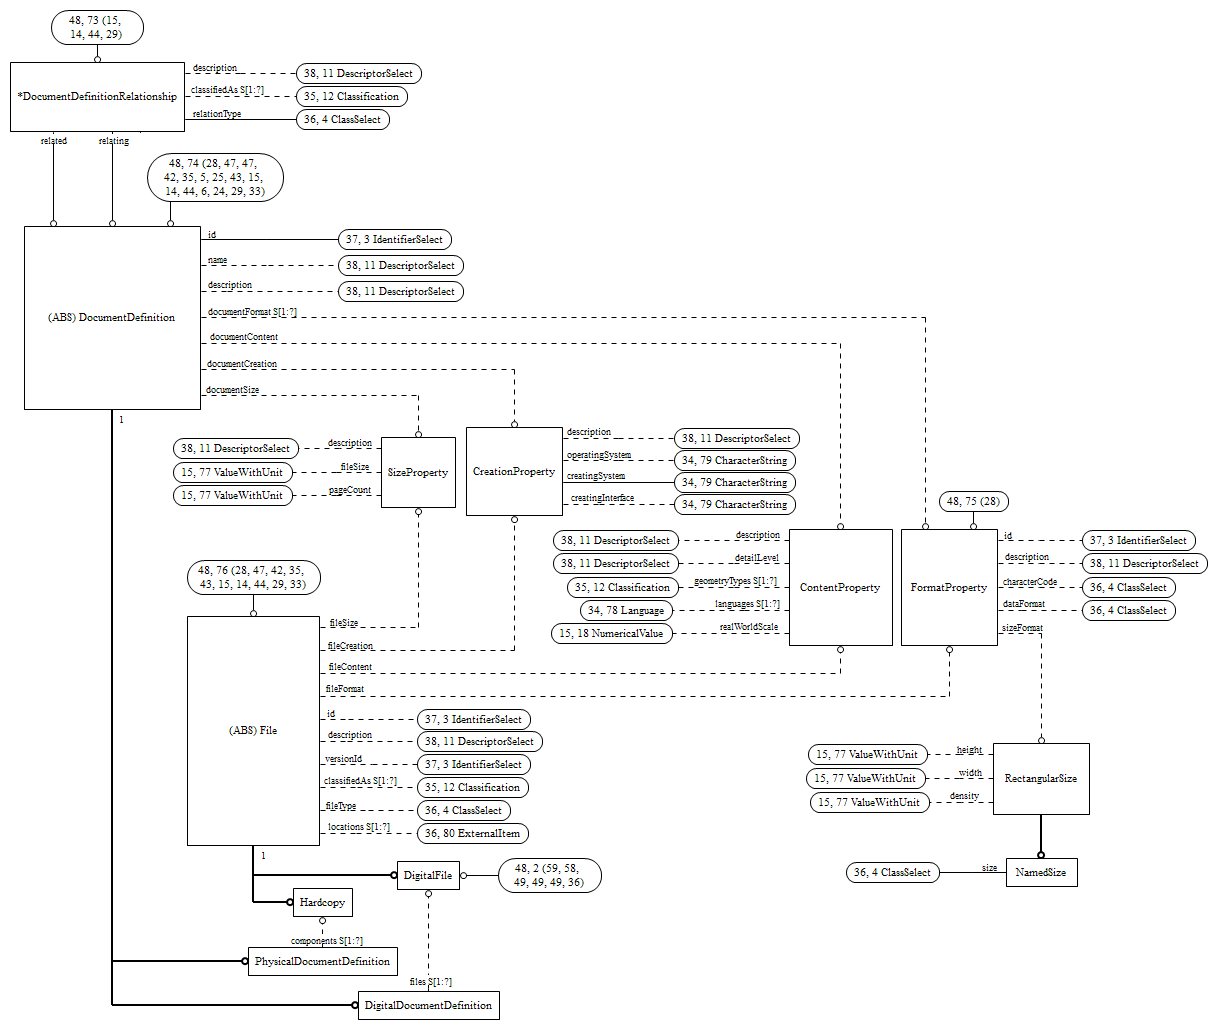 48, 73 (15,
14, 44, 29)
*DocumentDefinitionRelationship
description
38, 11 DescriptorSelect
classifiedAs S[1:?]
35, 12 Classification
relationType
36, 4 ClassSelect
related
relating
48, 74 (28, 47, 47,
42, 35, 5, 25, 43, 15,
14, 44, 6, 24, 29, 33)
(ABS) DocumentDefinition
id
37, 3 IdentifierSelect
name
38, 11 DescriptorSelect
description
38, 11 DescriptorSelect
documentFormat S[1:?]
documentContent
documentCreation
documentSize
1
38, 11 DescriptorSelect
description
15, 77 ValueWithUnit
fileSize
15, 77 ValueWithUnit
pageCount
SizeProperty
CreationProperty
description
38, 11 DescriptorSelect
operatingSystem
34, 79 CharacterString
creatingSystem
34, 79 CharacterString
creatingInterface
34, 79 CharacterString
38, 11 DescriptorSelect
description
38, 11 DescriptorSelect
detailLevel
35, 12 Classification
geometryTypes S[1:?]
34, 78 Language
languages S[1:?]
15, 18 NumericalValue
realWorldScale
ContentProperty
48, 75 (28)
FormatProperty
id
37, 3 IdentifierSelect
description
38, 11 DescriptorSelect
characterCode
36, 4 ClassSelect
dataFormat
36, 4 ClassSelect
sizeFormat
48, 76 (28, 47, 42, 35,
43, 15, 14, 44, 29, 33)
(ABS) File
fileSize
fileCreation
fileContent
fileFormat
id
37, 3 IdentifierSelect
description
38, 11 DescriptorSelect
versionId
37, 3 IdentifierSelect
classifiedAs S[1:?]
35, 12 Classification
fileType
36, 4 ClassSelect
locations S[1:?]
36, 80 ExternalItem
1
15, 77 ValueWithUnit
height
15, 77 ValueWithUnit
width
15, 77 ValueWithUnit
density
RectangularSize
36, 4 ClassSelect
size
NamedSize
DigitalFile
48, 2 (59, 58,
49, 49, 49, 36)
Hardcopy
components S[1:?]
PhysicalDocumentDefinition
files S[1:?]
DigitalDocumentDefinition